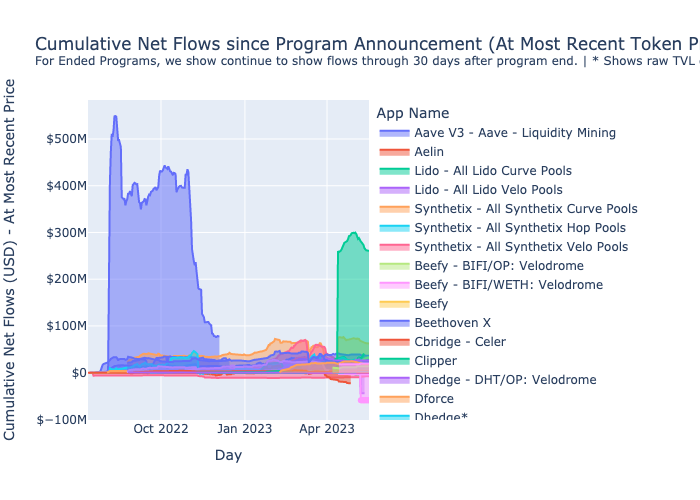 Cumulative Net Flows since Program Announcement (At Most Recent Token P
For Ended Programs, we show continue to show flows through 30 days after program end. | * Shows raw TVL
Cumulative Net Flows (USD) - At Most Recent Price
$500M
$400M
$300M
$200M
$100M
$0
$−100M
Oct 2022
Jan 2023
Apr 2023
Day
App Name
Aave V3 - Aave - Liquidity Mining
Aelin
Lido - All Lido Curve Pools
Lido - All Lido Velo Pools
Synthetix - All Synthetix Curve Pools
Synthetix - All Synthetix Hop Pools
Synthetix - All Synthetix Velo Pools
Beefy - BIFI/OP: Velodrome
Beefy - BIFI/WETH: Velodrome
Beefy
Beethoven X
Cbridge - Celer
Clipper
Dhedge - DHT/OP: Velodrome
Dforce
Dhedge*